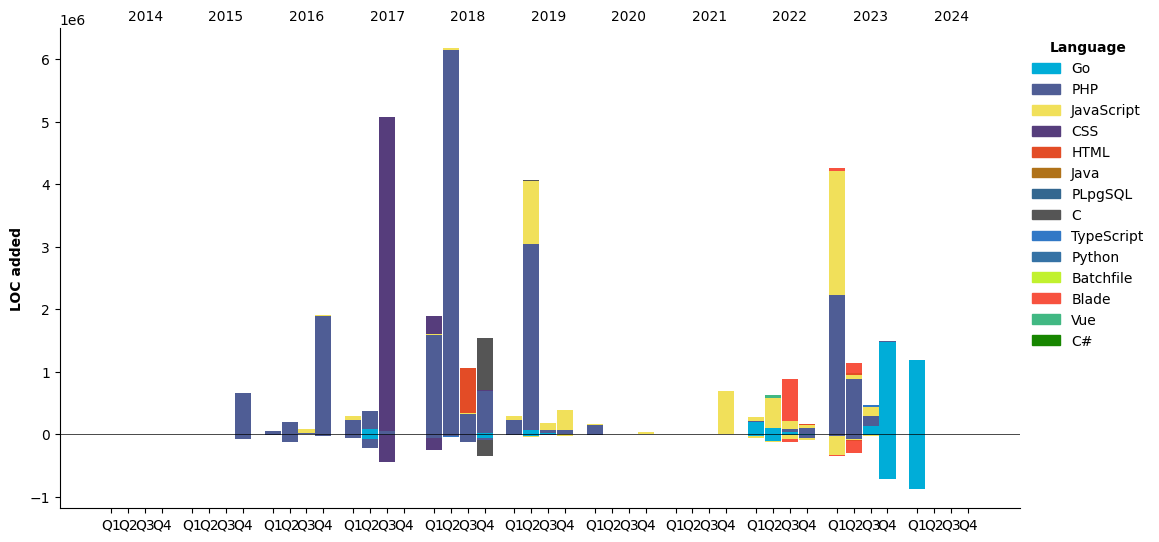 1e6
2014 2015 2016 2017 2018 2019 2020 2021 2022 2023 2024
LOC added
6
5
4
3
2
1
0
−1
Q1Q2Q3Q4 Q1Q2Q3Q4 Q1Q2Q3Q4 Q1Q2Q3Q4 Q1Q2Q3Q4 Q1Q2Q3Q4 Q1Q2Q3Q4 Q1Q2Q3Q4 Q1Q2Q3Q4 Q1Q2Q3Q4 Q1Q2Q3Q4
Language
Go
PHP
JavaScript
CSS
HTML
Java
PLpgSQL
C
TypeScript
Python
Batchfile
Blade
Vue
C#